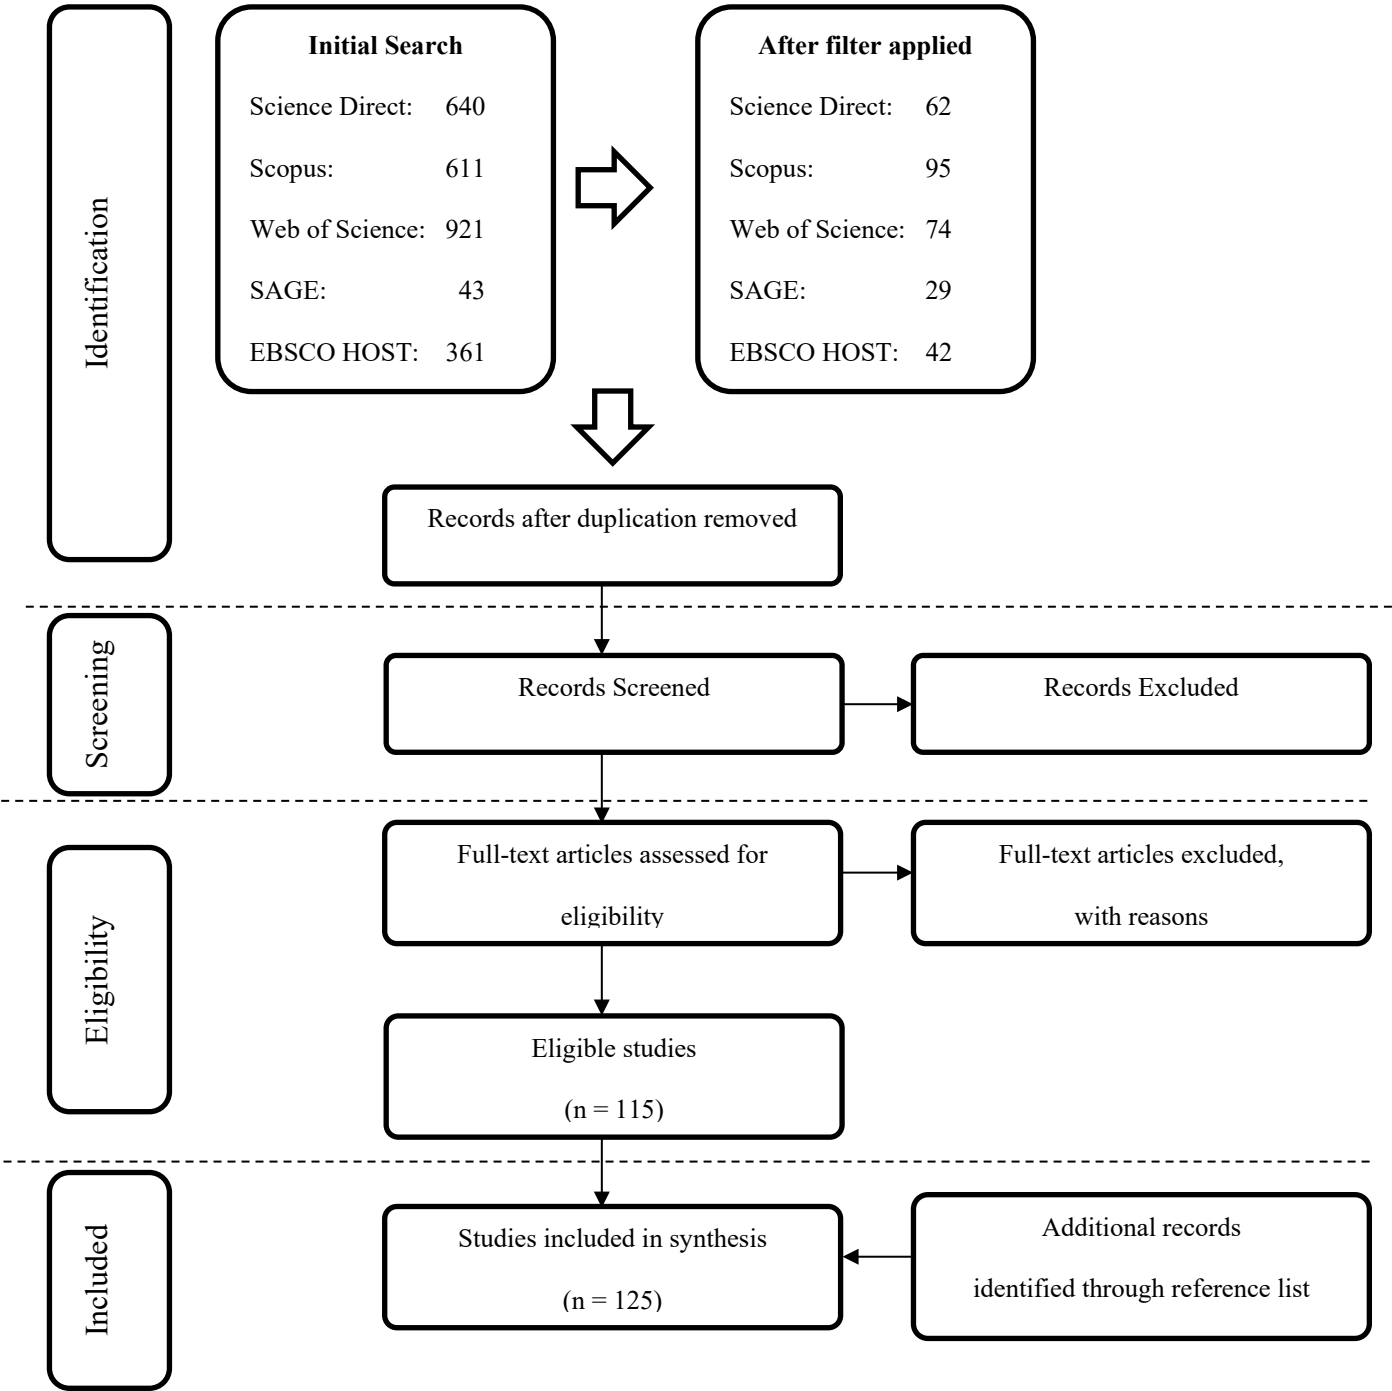 Identification
Initial Search
Science Direct: 640
Scopus: 611
Web of Science: 921
SAGE: 43
EBSCO HOST: 361
After filter applied
Science Direct: 62
Scopus: 95
Web of Science: 74
SAGE: 29
EBSCO HOST: 42
Records after duplication removed
Screening
Records Screened
Records Excluded
Eligibility
Full-text articles assessed for
eligibility
Full-text articles excluded,
with reasons
Eligible studies
(n = 115)
Included
Studies included in synthesis
(n = 125)
Additional records
identified through reference list